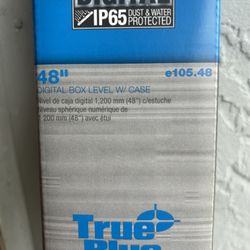 DIGITAL
IP65 DUST & WATER
PROTECTED
48"
e105.48
DIGITAL BOX LEVEL W/ CASE
Nivel de caja digital 1,200 mm (48") c/estuche
Niveau sphérique numérique de
1 200 mm (48") avec étui
True
Blue